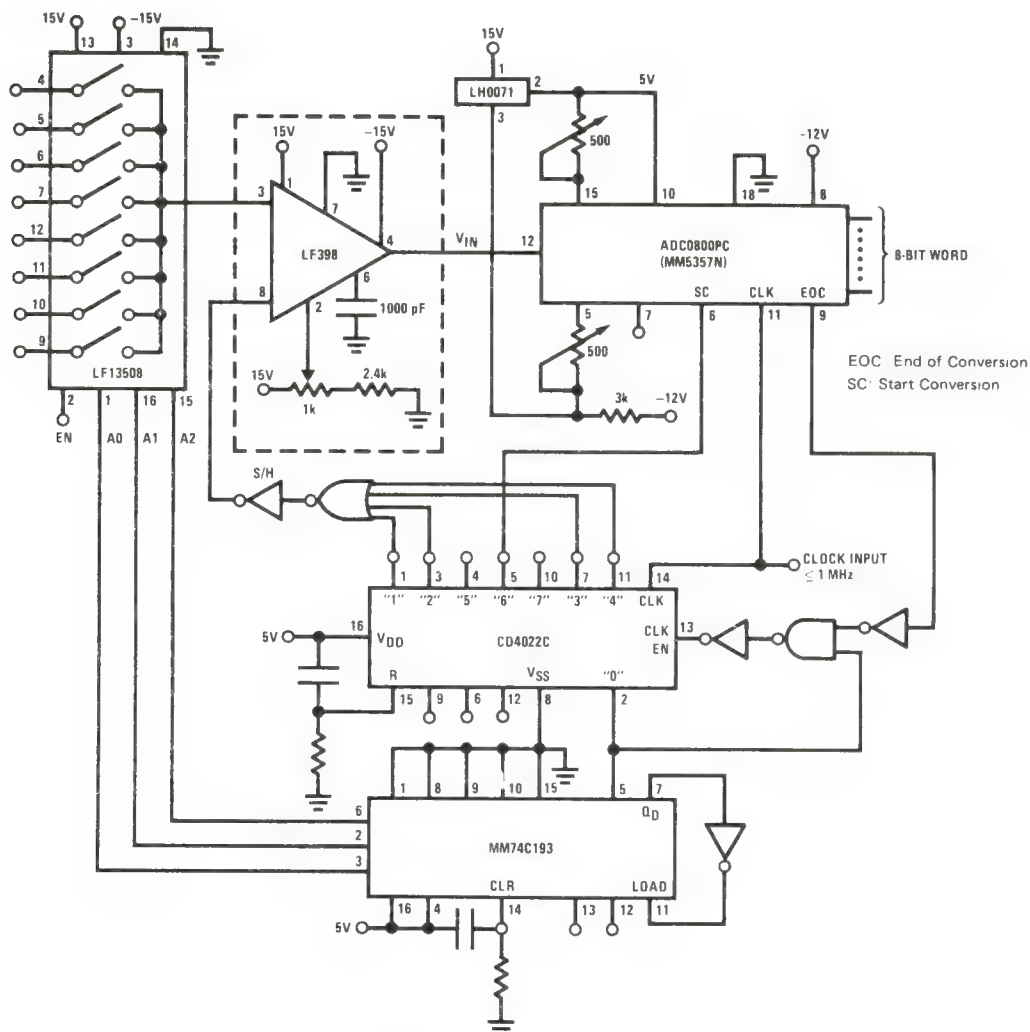 15V
-15V
13
3
14
4
5
6
7
12
11
10
9
LF13508
2
EN
1
A0
16
A1
15
A2
15V
-15V
1
7
3
LF398
4
8
6
2
1000 pF
15V
1k
2.4k
S/H
15V
1
LH0071
2
3
5V
500
-12V
15
10
18
8
VIN
12
ADC0800PC
(MM5357N)
8-BIT WORD
SC
CLK
EOC
5
7
6
11
9
500
3k
-12V
EOC End of Conversion
SC: Start Conversion
CLOCK INPUT
≤ 1 MHz
1
3
4
5
10
7
11
14
"1"
"2"
"5"
"6"
"7"
"3"
"4"
CLK
5V
16
VDD
CD4022C
CLK
EN
13
R
VSS
"0"
15
9
6
12
8
2
1
8
9
10
15
5
7
QD
6
2
3
MM74C193
CLR
LOAD
5V
16
4
14
13
12
11